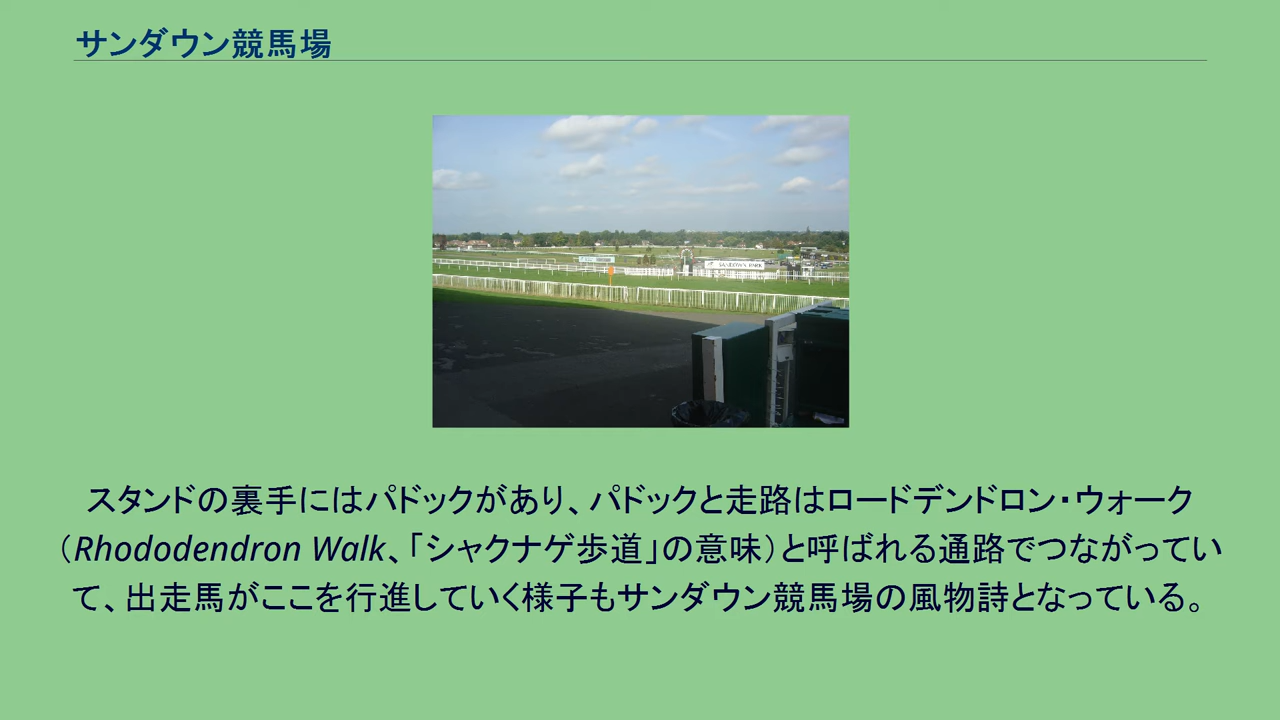 サンダウン競馬場
SANDOWN PARK
スタンドの裏手にはパドックがあり、パドックと走路はロードデンドロン・ウォーク
（Rhododendron Walk、「シャクナゲ歩道」の意味）と呼ばれる通路でつながってい
て、出走馬がここを行進していく様子もサンダウン競馬場の風物詩となっている。